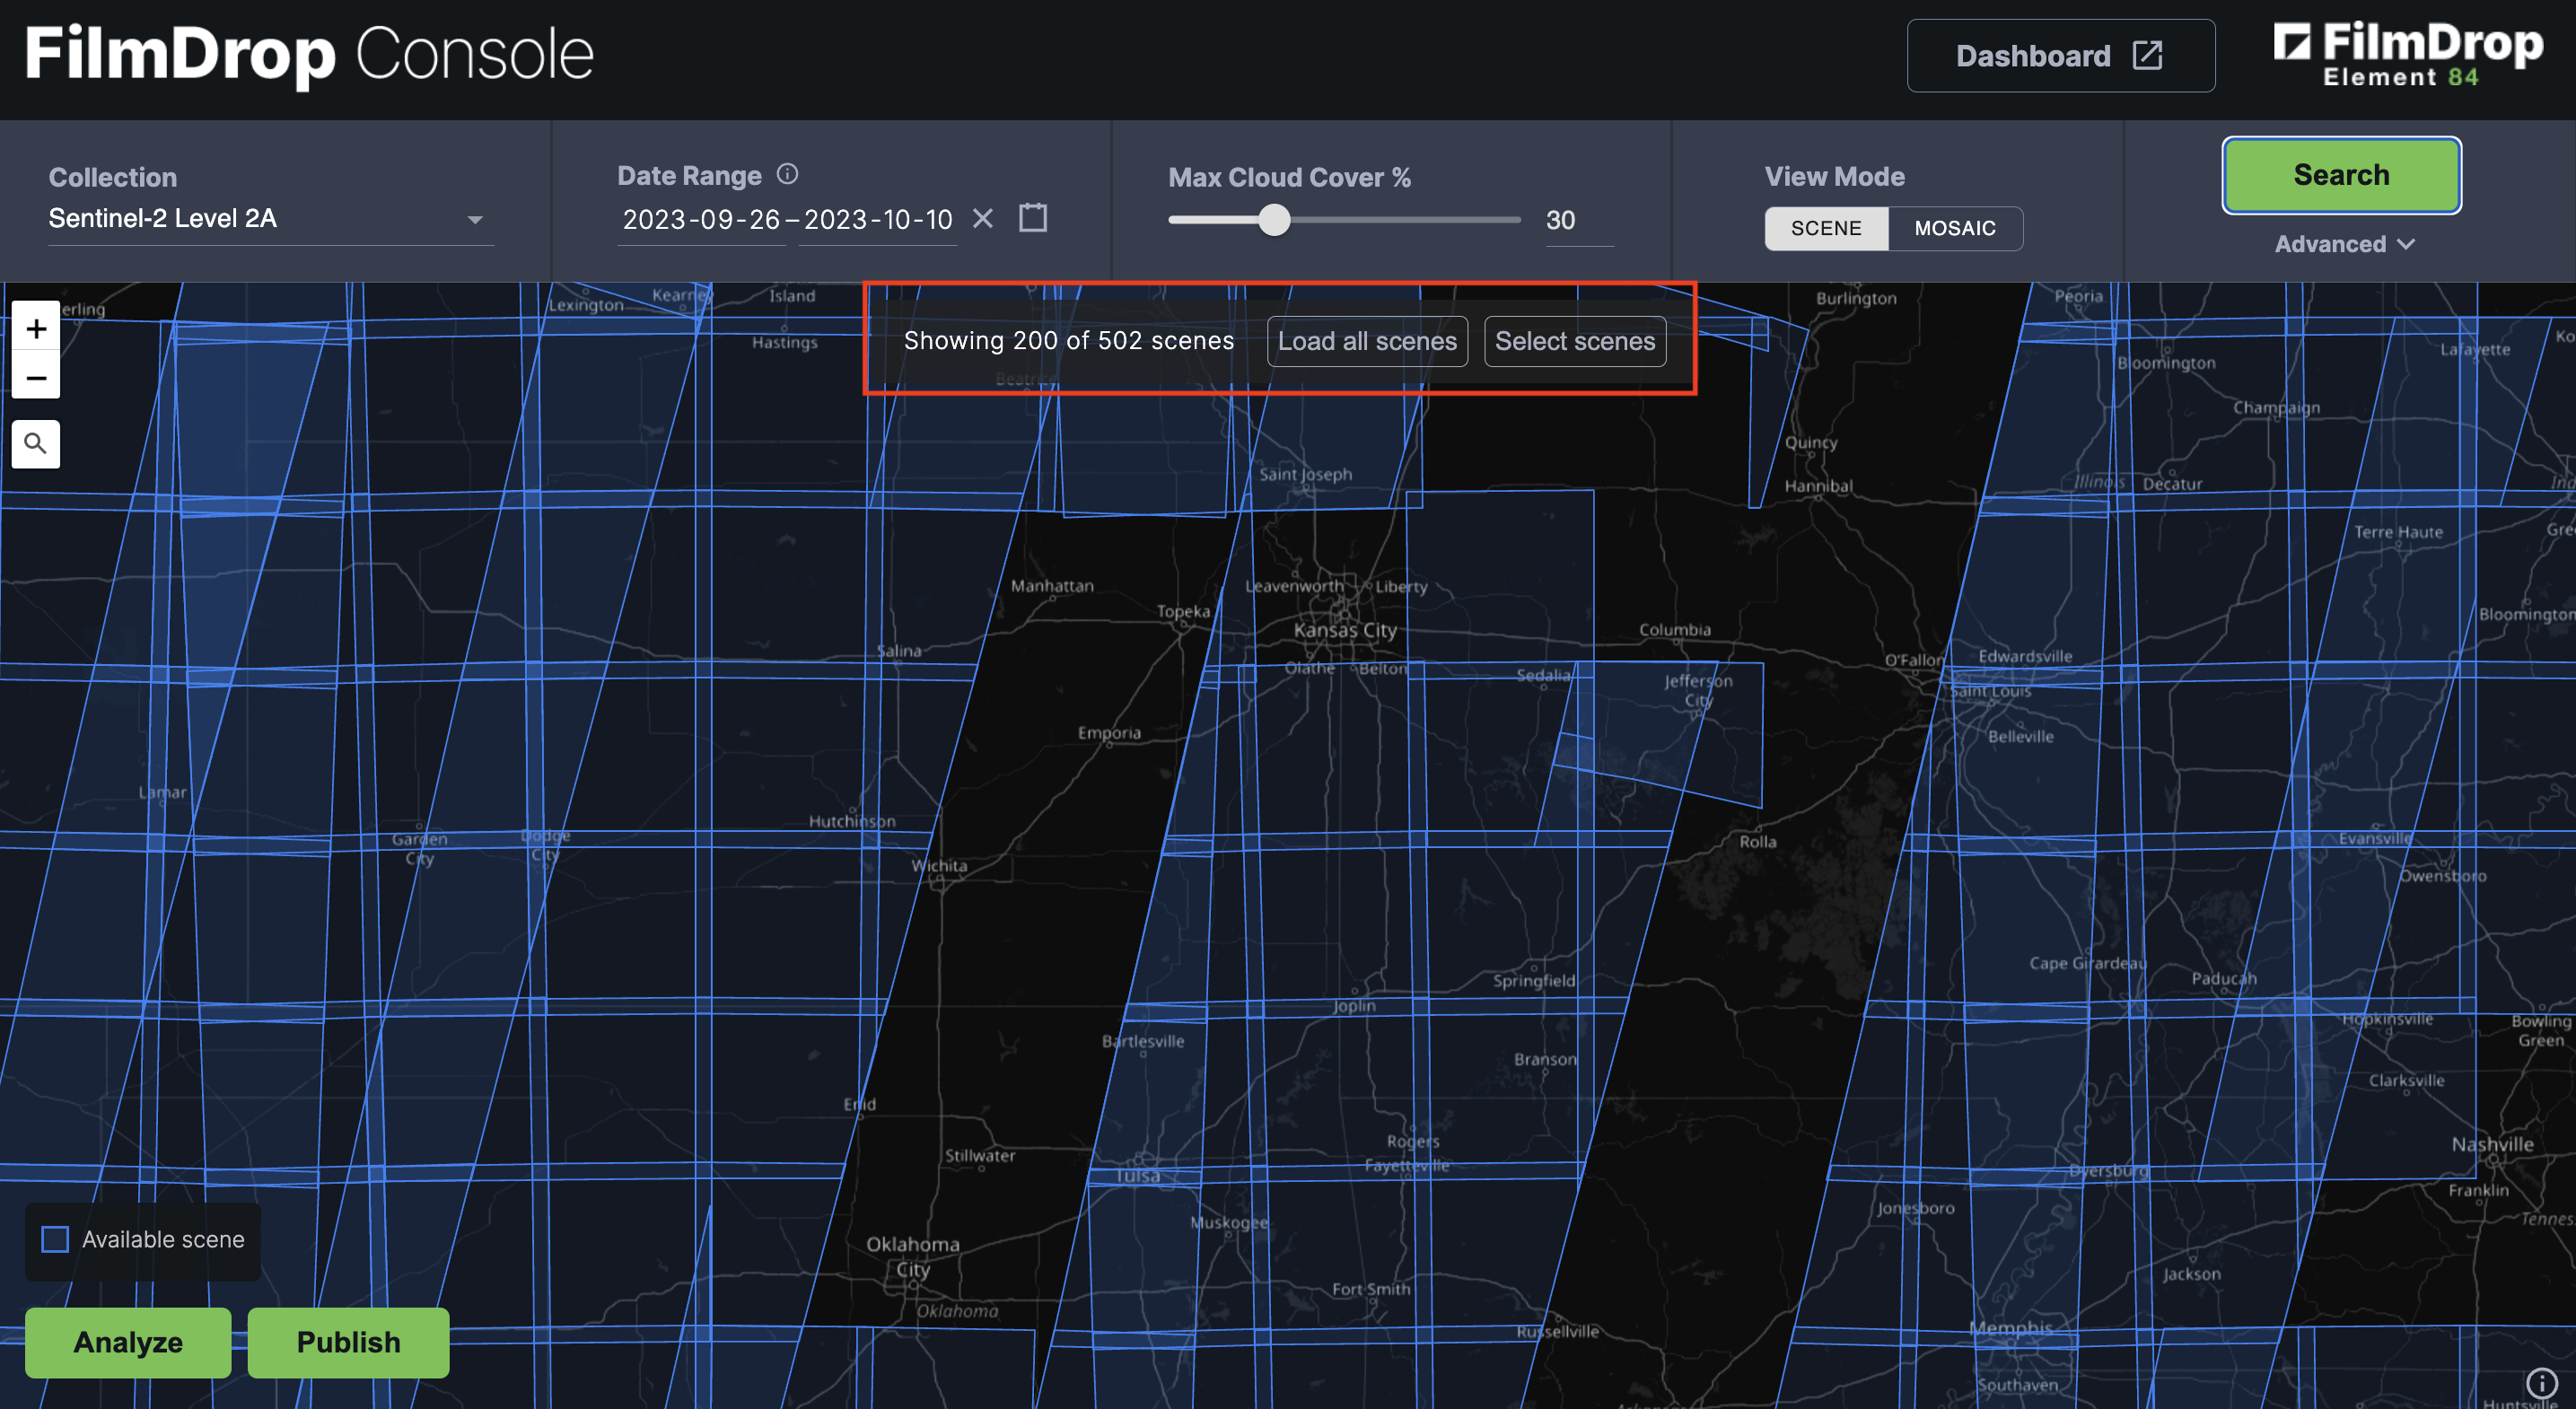 FilmDrop Console
Dashboard
FilmDrop
Element 84
Collection
Sentinel-2 Level 2A
Date Range
2023-09-26 – 2023-10-10
Max Cloud Cover %
30
View Mode
SCENE
MOSAIC
Search
Advanced
+
−
Showing 200 of 502 scenes
Load all scenes
Select scenes
erling
Lexington
Kearney
Island
Hastings
Beatrice
Burlington
Peoria
Bloomington
Lafayette
Ko
Champaign
Quincy
Hannibal
Saint Joseph
Illinois
Decatur
Ind
Terre Haute
Gre
Manhattan
Topeka
Leavenworth
Liberty
Kansas City
Olathe
Belton
Columbia
Sedalia
Jefferson
City
O'Fallon
Edwardsville
Saint Louis
Belleville
Bloomington
Salina
Emporia
Lamar
Garden
City
Dodge
City
Hutchinson
Wichita
Rolla
Evansville
Owensboro
Springfield
Joplin
Cape Girardeau
Paducah
Hopkinsville
Bowling
Green
Bartlesville
Branson
Clarksville
Enid
Stillwater
Tulsa
Rogers
Fayetteville
Dyersburg
Nashville
Franklin
Tennes
Muskogee
Jonesboro
Oklahoma
City
Oklahoma
Fort Smith
Russellville
Jackson
Memphis
Southaven
Huntsville
Available scene
Analyze
Publish